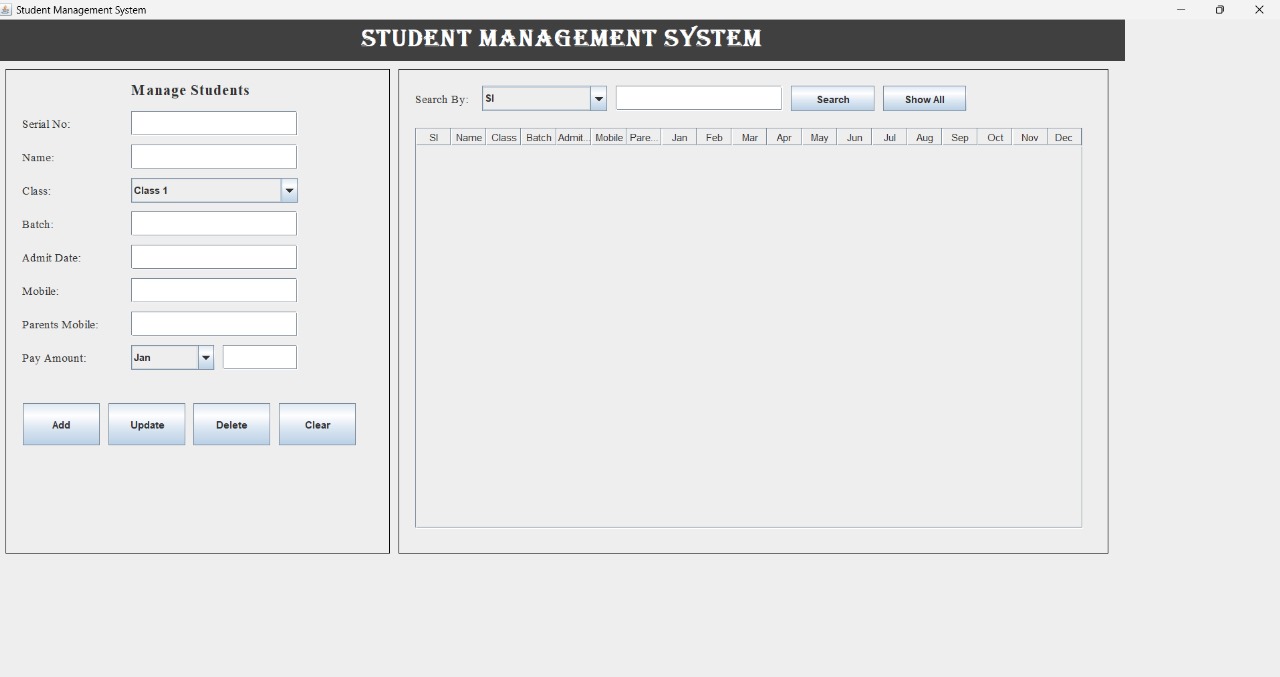 Student Management System
STUDENT MANAGEMENT SYSTEM
Manage Students
Serial No:
Name:
Class: Class 1
Batch:
Admit Date:
Mobile:
Parents Mobile:
Pay Amount: Jan
Add Update Delete Clear
Search By: SI Search Show All
SI Name Class Batch Admit... Mobile Pare... Jan Feb Mar Apr May Jun Jul Aug Sep Oct Nov Dec